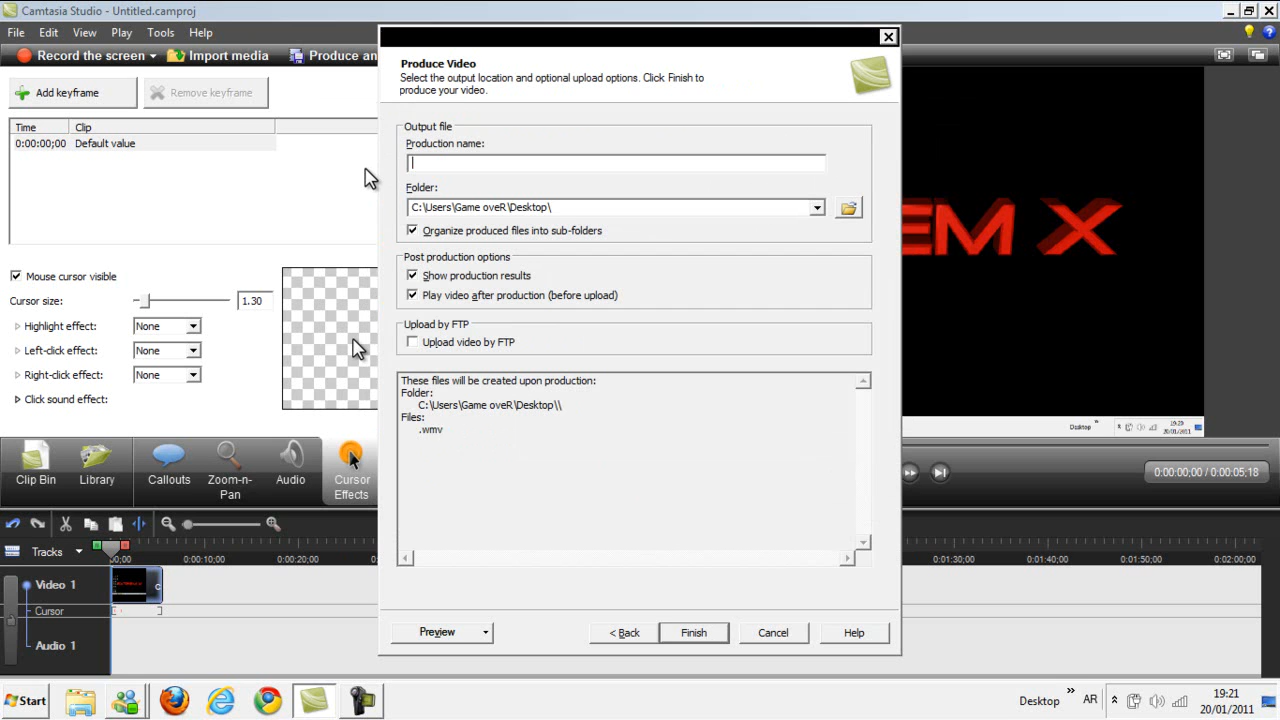 Camtasia Studio - Untitled.camproj
File Edit View Play Tools Help
Record the screen Import media Produce an
Add keyframe Remove keyframe
Time Clip
0:00:00;00 Default value
Mouse cursor visible
Cursor size: 1.30
Highlight effect: None
Left-click effect: None
Right-click effect: None
Click sound effect:
Produce Video
Select the output location and optional upload options. Click Finish to
produce your video.
Output file
Production name:
Folder:
C:\Users\Game oveR\Desktop\
Organize produced files into sub-folders
Post production options
Show production results
Play video after production (before upload)
Upload by FTP
Upload video by FTP
These files will be created upon production:
Folder:
C:\Users\Game oveR\Desktop\\
Files:
.wmv
Preview < Back Finish Cancel Help
EM X
Desktop » 20/01/2011
Clip Bin Library Callouts Zoom-n-
Pan Audio Cursor
Effects
0:00:00;00 / 0:00:05;18
Tracks 00;00 0:00:10;00 0:00:20;00 0:01:30;00 0:01:40;00 0:01:50;00 0:02:00;00
Video 1 c
Cursor
Audio 1
Start Desktop » AR 19:21
20/01/2011